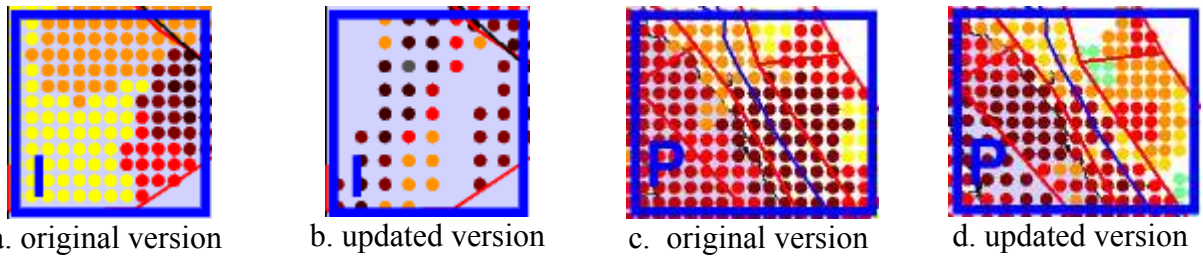 I
I
P
P
a. original version
b. updated version
c. original version
d. updated version